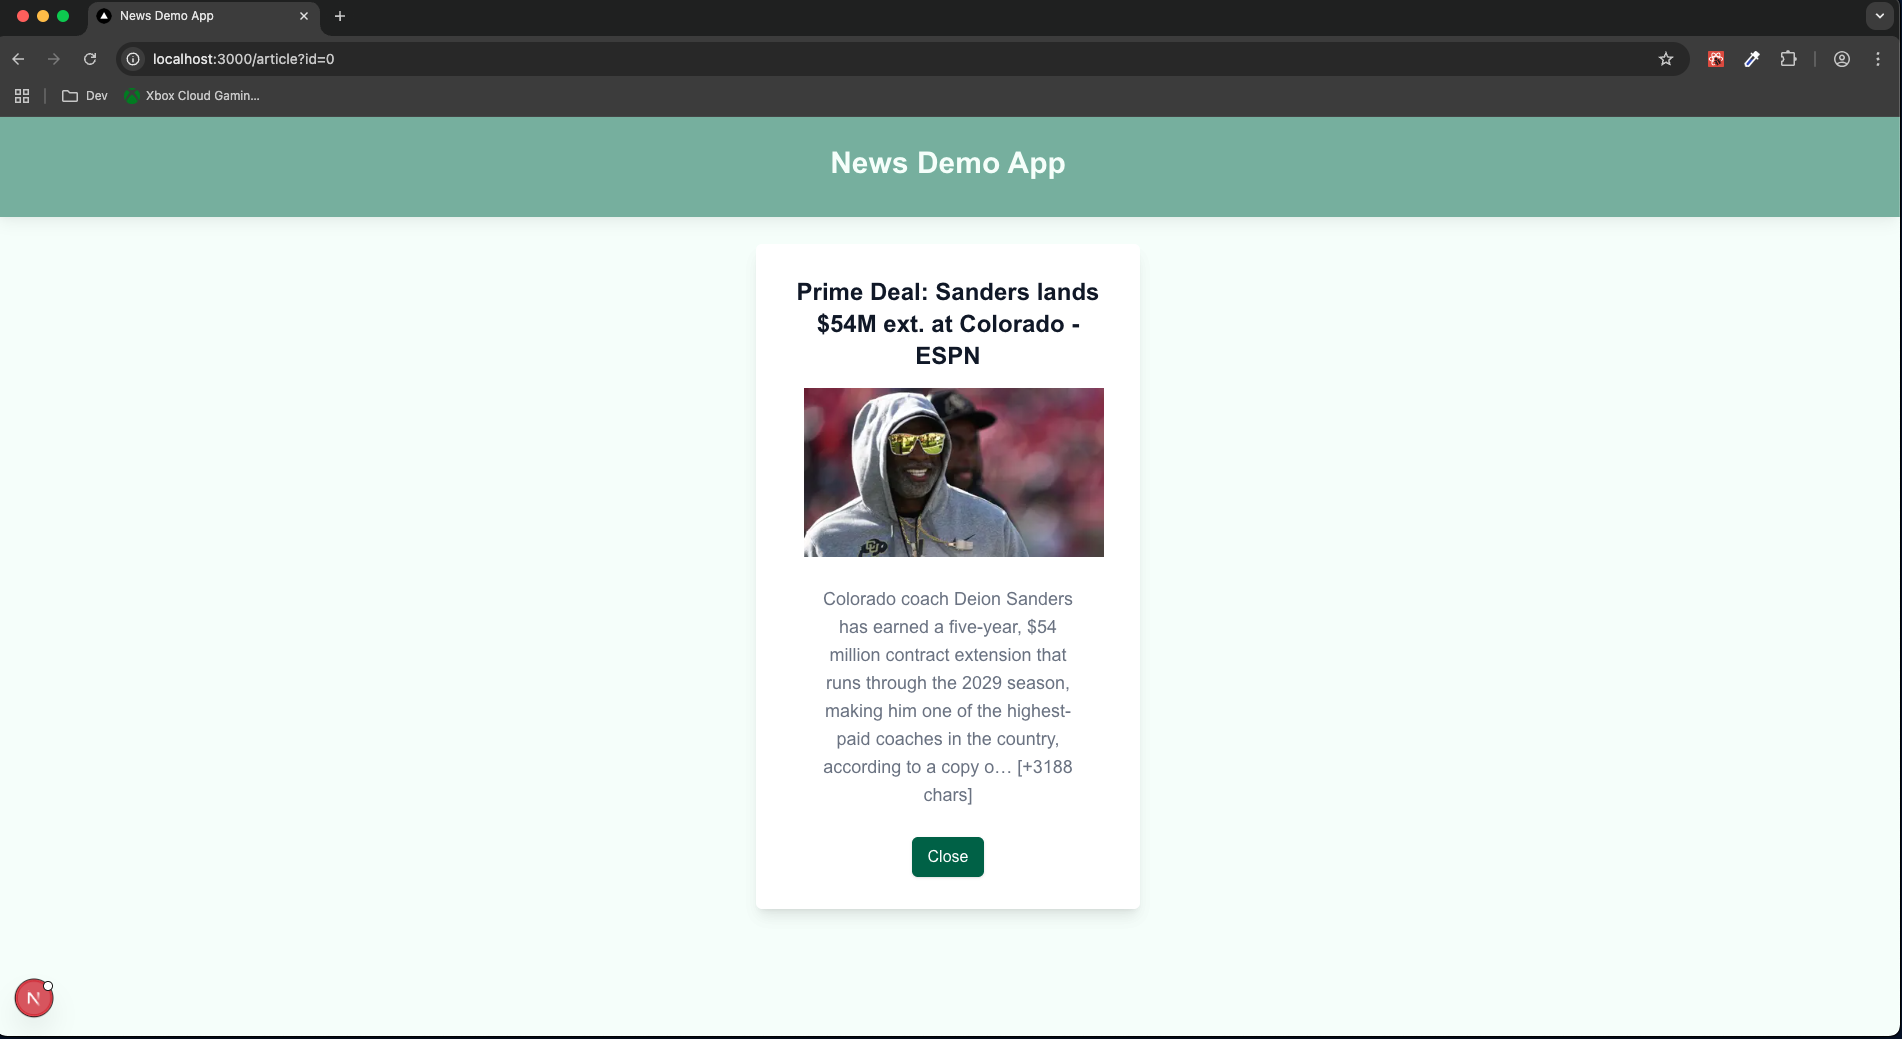 News Demo App
localhost:3000/article?id=0
Dev
Xbox Cloud Gamin...
News Demo App
Prime Deal: Sanders lands
$54M ext. at Colorado -
ESPN
CU
Colorado coach Deion Sanders
has earned a five-year, $54
million contract extension that
runs through the 2029 season,
making him one of the highest-
paid coaches in the country,
according to a copy o… [+3188
chars]
Close
N